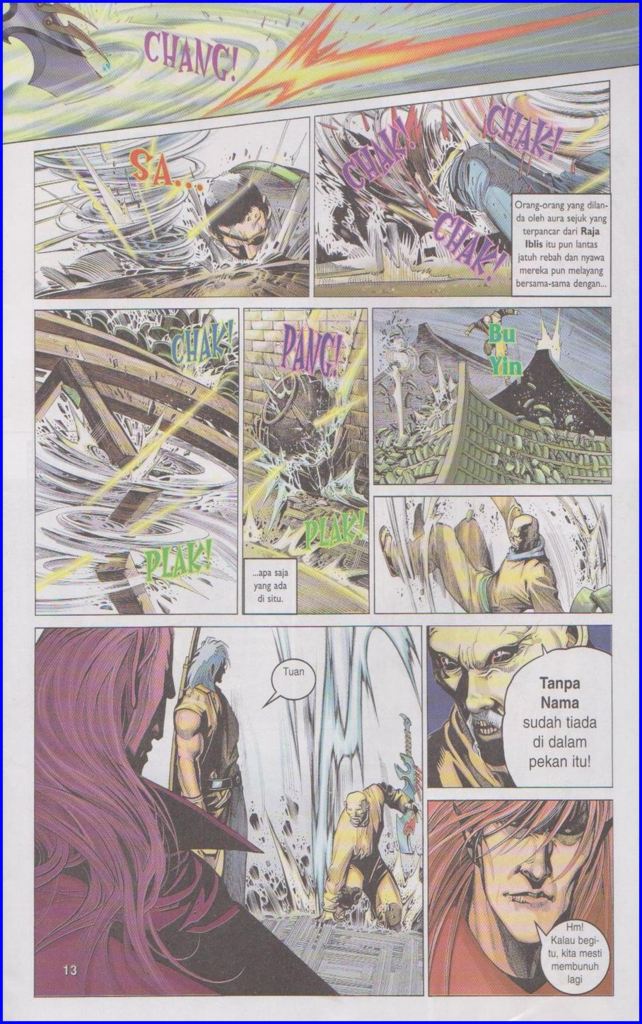 CHANG!
SA...
CHAK!
CHAK!
CHAK!
Orang-orang yang dilan-
da oleh aura sejuk yang
terpancar dari Raja
Iblis itu pun lantas
jatuh rebah dan nyawa
mereka pun melayang
bersama-sama dengan...
CHAK!
PLAK!
PANG!
PLAK!
...apa saja
yang ada
di situ.
Bu
Yin
Tuan
Tanpa
Nama
sudah tiada
di dalam
pekan itu!
Hm!
Kalau begi-
tu, kita mesti
membunuh
lagi
13